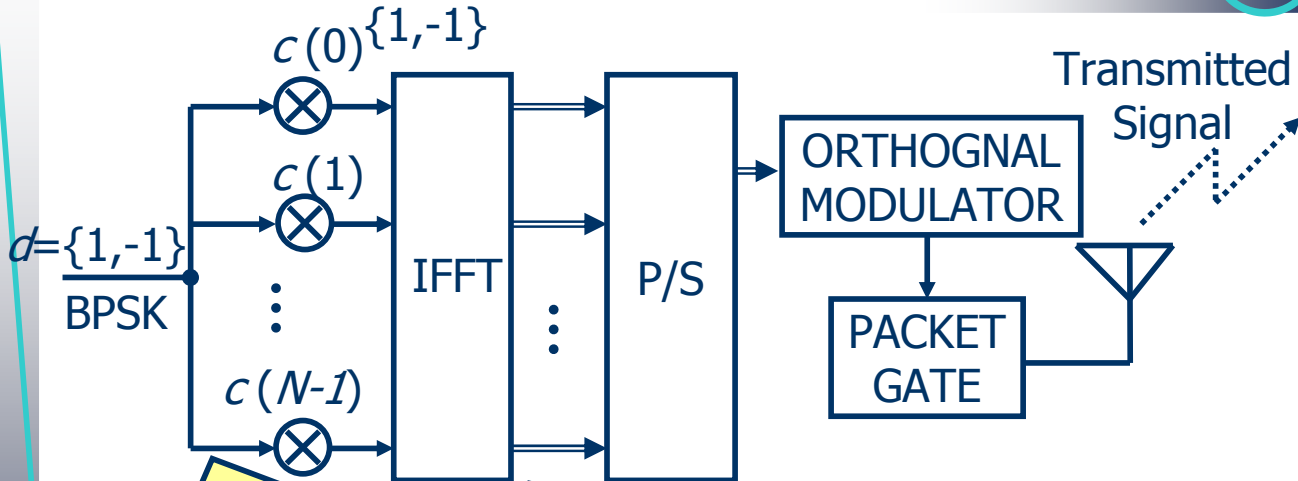 c (0) {1,-1}
c (1)
c (N-1)
d={1,-1}
BPSK
IFFT
P/S
ORTHOGNAL
MODULATOR
PACKET
GATE
Transmitted
Signal